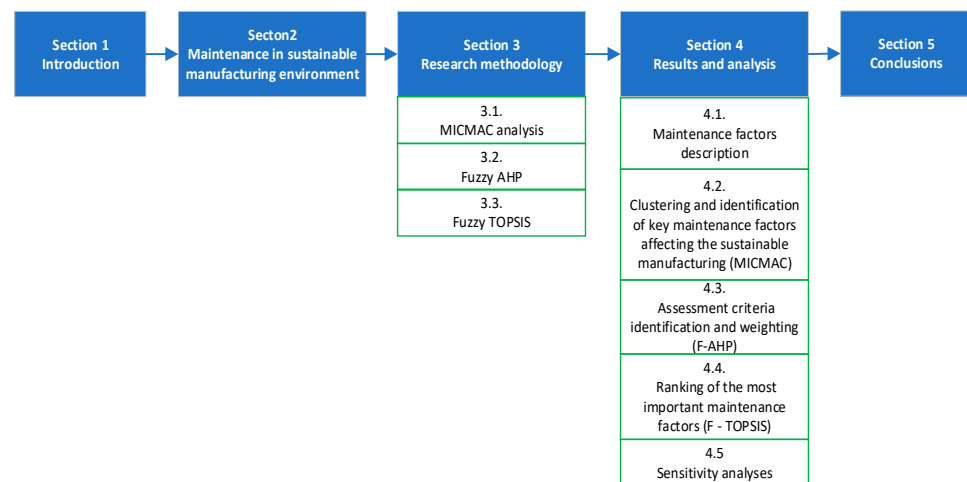 Section 1
Introduction
Secton2
Maintenance in sustainable
manufacturing environment
Section 3
Research methodology
3.1.
MICMAC analysis
3.2.
Fuzzy AHP
3.3.
Fuzzy TOPSIS
Section 4
Results and analysis
4.1.
Maintenance factors
description
4.2.
Clustering and identification
of key maintenance factors
affecting the sustainable
manufacturing (MICMAC)
4.3.
Assessment criteria
identification and weighting
(F-AHP)
4.4.
Ranking of the most
important maintenance
factors (F - TOPSIS)
4.5
Sensitivity analyses
Section 5
Conclusions